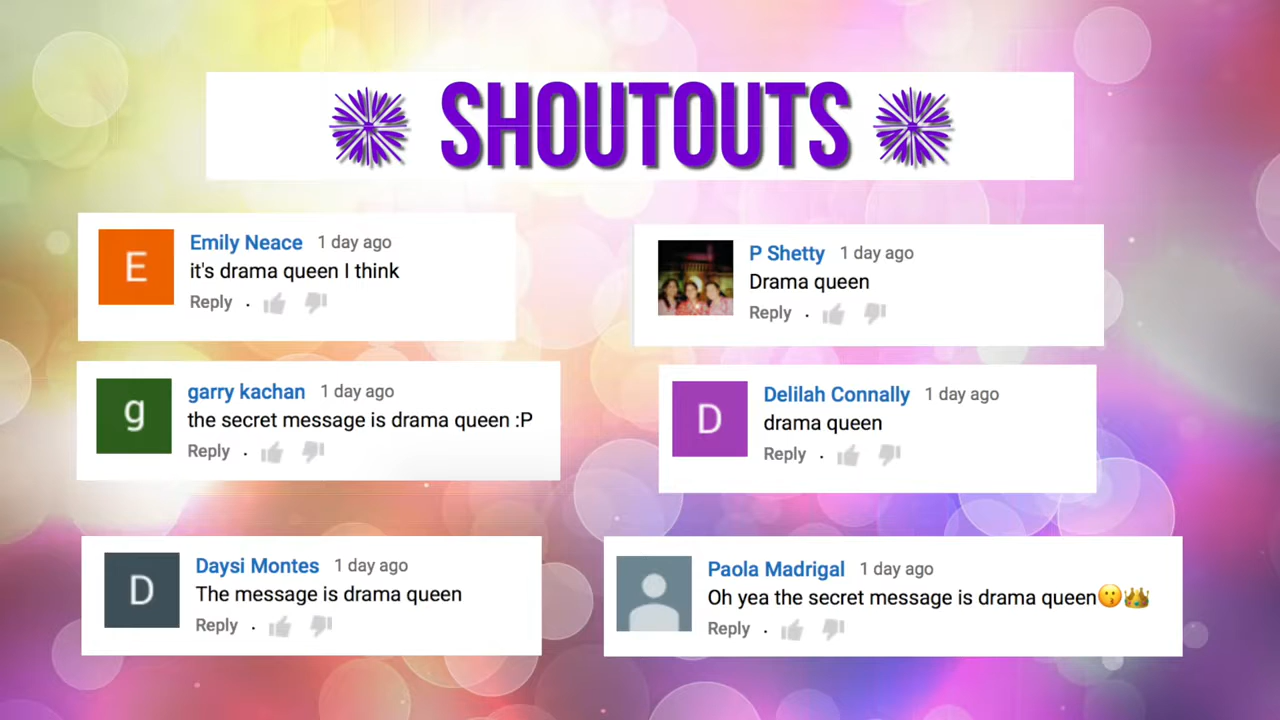 SHOUTOUTS
E
Emily Neace 1 day ago
it's drama queen I think
Reply ·
P Shetty 1 day ago
Drama queen
Reply ·
g
garry kachan 1 day ago
the secret message is drama queen :P
Reply ·
D
Delilah Connally 1 day ago
drama queen
Reply ·
D
Daysi Montes 1 day ago
The message is drama queen
Reply ·
Paola Madrigal 1 day ago
Oh yea the secret message is drama queen😗👑
Reply ·